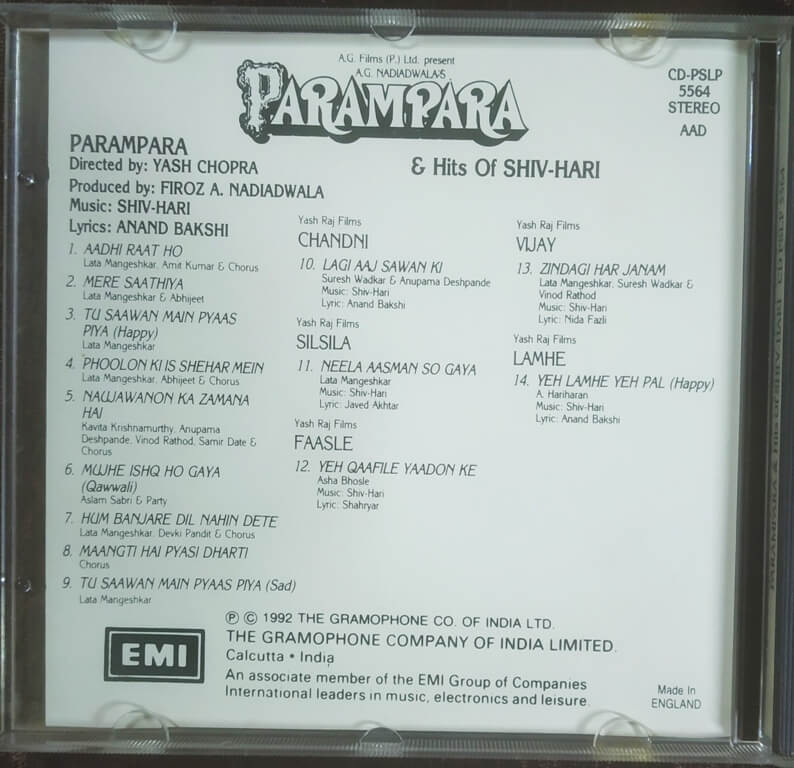 A.G. Films (P.) Ltd. present
A.G. NADIADWALA'S
PARAMPARA
CD-PSLP
5564
STEREO
AAD
PARAMPARA
Directed by: YASH CHOPRA
Produced by: FIROZ A. NADIADWALA
Music: SHIV-HARI
Lyrics: ANAND BAKSHI
1. AADHI RAAT HO
Lata Mangeshkar, Amit Kumar & Chorus
2. MERE SAATHIYA
Lata Mangeshkar & Abhijeet
3. TU SAAWAN MAIN PYAAS
PIYA (Happy)
Lata Mangeshkar
4. PHOOLON KI IS SHEHAR MEIN
Lata Mangeshkar, Abhijeet & Chorus
5. NAUJAWANON KA ZAMANA
HAI
Kavita Krishnamurthy, Anupama
Deshpande, Vinod Rathod, Samir Date &
Chorus
6. MUJHE ISHQ HO GAYA
(Qawwali)
Aslam Sabri & Party
7. HUM BANJARE DIL NAHIN DETE
Lata Mangeshkar, Devki Pandit & Chorus
8. MAANGTI HAI PYASI DHARTI
Chorus
9. TU SAAWAN MAIN PYAAS PIYA (Sad)
Lata Mangeshkar
& Hits Of SHIV-HARI
Yash Raj Films
CHANDNI
10. LAGI AAJ SAWAN KI
Suresh Wadkar & Anupama Deshpande
Music: Shiv-Hari
Lyric: Anand Bakshi
Yash Raj Films
SILSILA
11. NEELA AASMAN SO GAYA
Lata Mangeshkar
Music: Shiv-Hari
Lyric: Javed Akhtar
Yash Raj Films
FAASLE
12. YEH QAAFILE YAADON KE
Asha Bhosle
Music: Shiv-Hari
Lyric: Shahryar
Yash Raj Films
VIJAY
13. ZINDAGI HAR JANAM
Lata Mangeshkar, Suresh Wadkar &
Vinod Rathod
Music: Shiv-Hari
Lyric: Nida Fazli
Yash Raj Films
LAMHE
14. YEH LAMHE YEH PAL (Happy)
A. Hariharan
Music: Shiv-Hari
Lyric: Anand Bakshi
EMI
℗ © 1992 THE GRAMOPHONE CO. OF INDIA LTD.
THE GRAMOPHONE COMPANY OF INDIA LIMITED.
Calcutta • India
An associate member of the EMI Group of Companies
International leaders in music, electronics and leisure.
Made In
ENGLAND
PARAMPARA & Hits Of SHIV-HARI CD-PSLP 5564